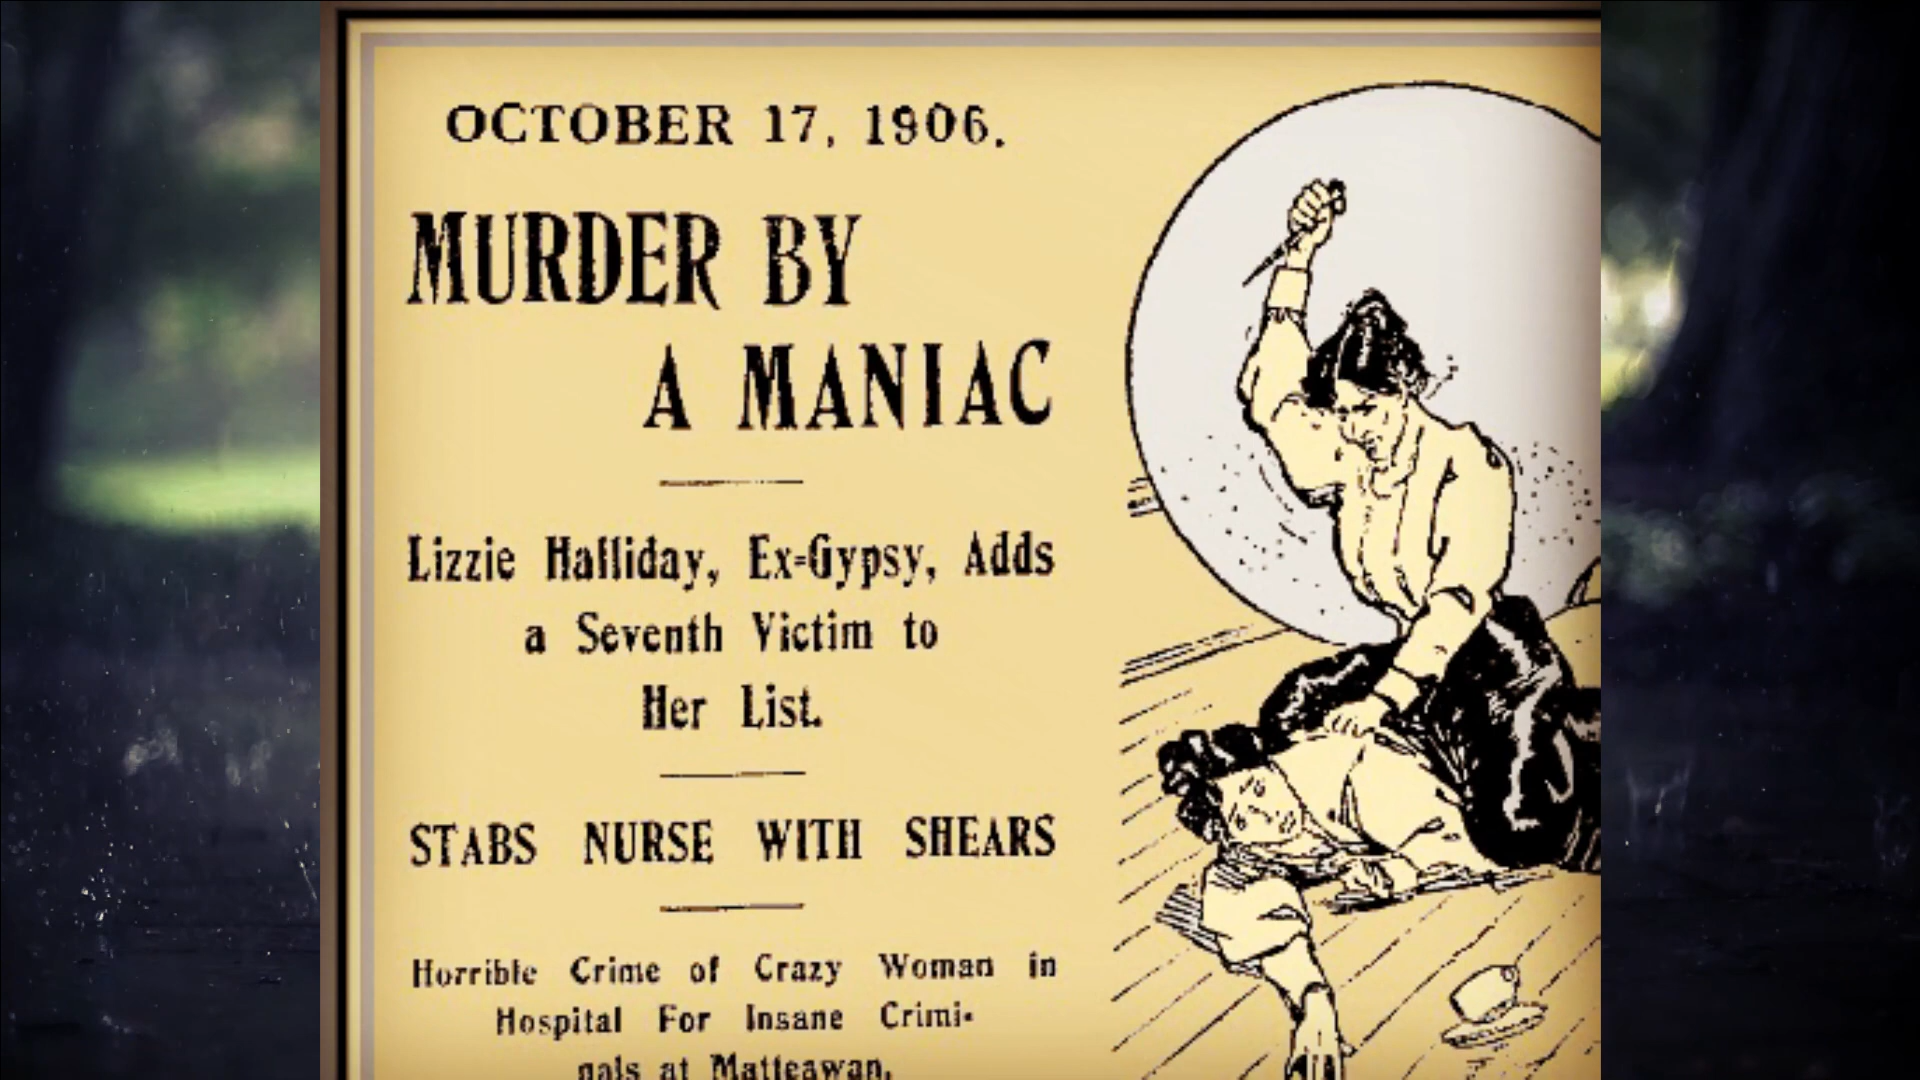 OCTOBER 17, 1906.
MURDER BY
A MANIAC
Lizzie Halliday, Ex-Gypsy, Adds
a Seventh Victim to
Her List.
STABS NURSE WITH SHEARS
Horrible Crime of Crazy Woman in
Hospital For Insane Crimi-
nals at Matteawan.